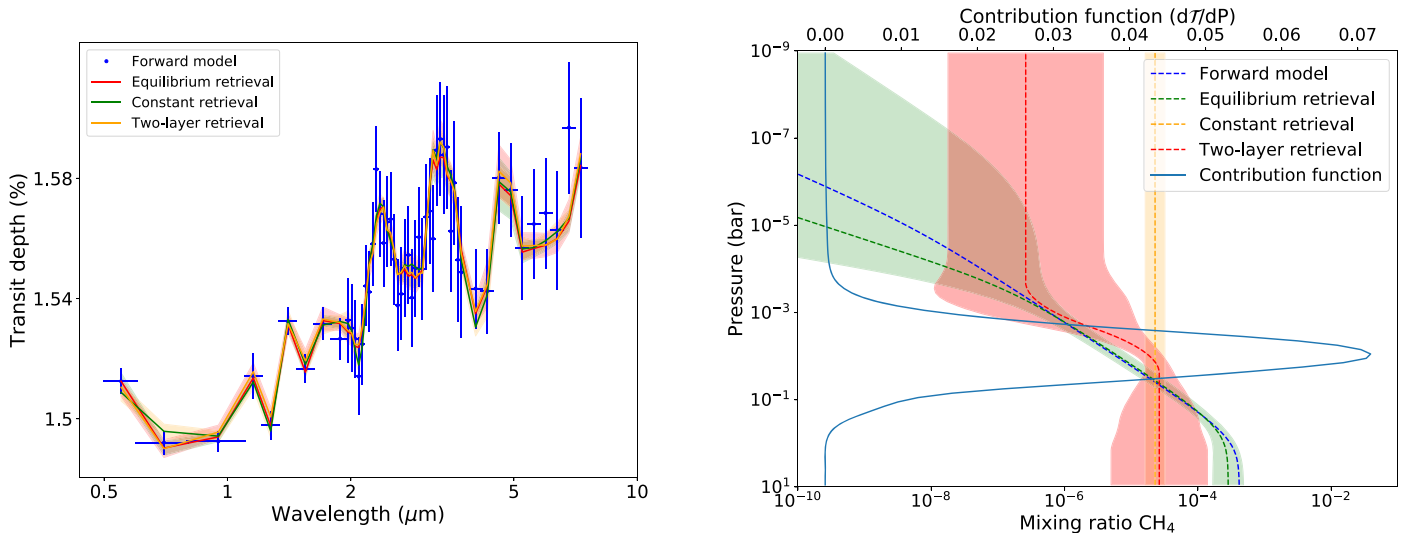 Forward model
Equilibrium retrieval
Constant retrieval
Two-layer retrieval
Transit depth (%)
1.58
1.54
1.5
0.5
1
2
5
10
Wavelength (μm)
Contribution function (d𝒯/dP)
0.00
0.01
0.02
0.03
0.04
0.05
0.06
0.07
Forward model
Equilibrium retrieval
Constant retrieval
Two-layer retrieval
Contribution function
Pressure (bar)
10⁻⁹
10⁻⁷
10⁻⁵
10⁻³
10⁻¹
10¹
10⁻¹⁰
10⁻⁸
10⁻⁶
10⁻⁴
10⁻²
Mixing ratio CH₄